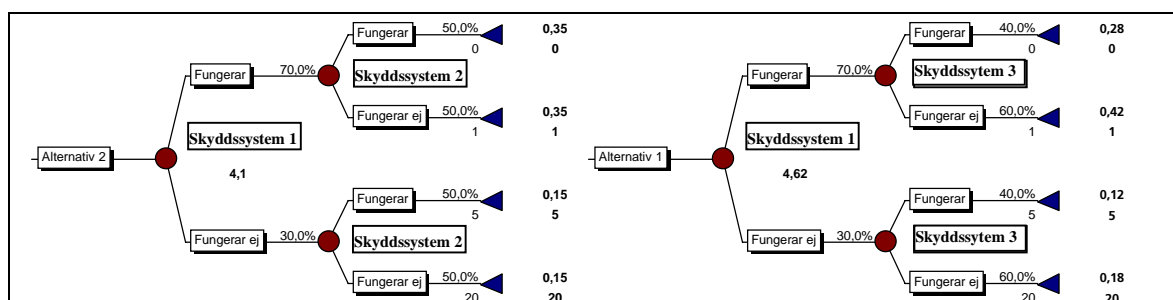 Fungerar 50,0% 0,35
0 0
Fungerar 70,0% Skyddssystem 2
Fungerar ej 50,0% 0,35
1 1
Skyddssystem 1
Alternativ 2
4,1
Fungerar 50,0% 0,15
5 5
Fungerar ej 30,0% Skyddssystem 2
Fungerar ej 50,0% 0,15
20 20
Fungerar 40,0% 0,28
0 0
Fungerar 70,0% Skyddssytem 3
Fungerar ej 60,0% 0,42
1 1
Skyddssystem 1
Alternativ 1
4,62
Fungerar 40,0% 0,12
5 5
Fungerar ej 30,0% Skyddssytem 3
Fungerar ej 60,0% 0,18
20 20